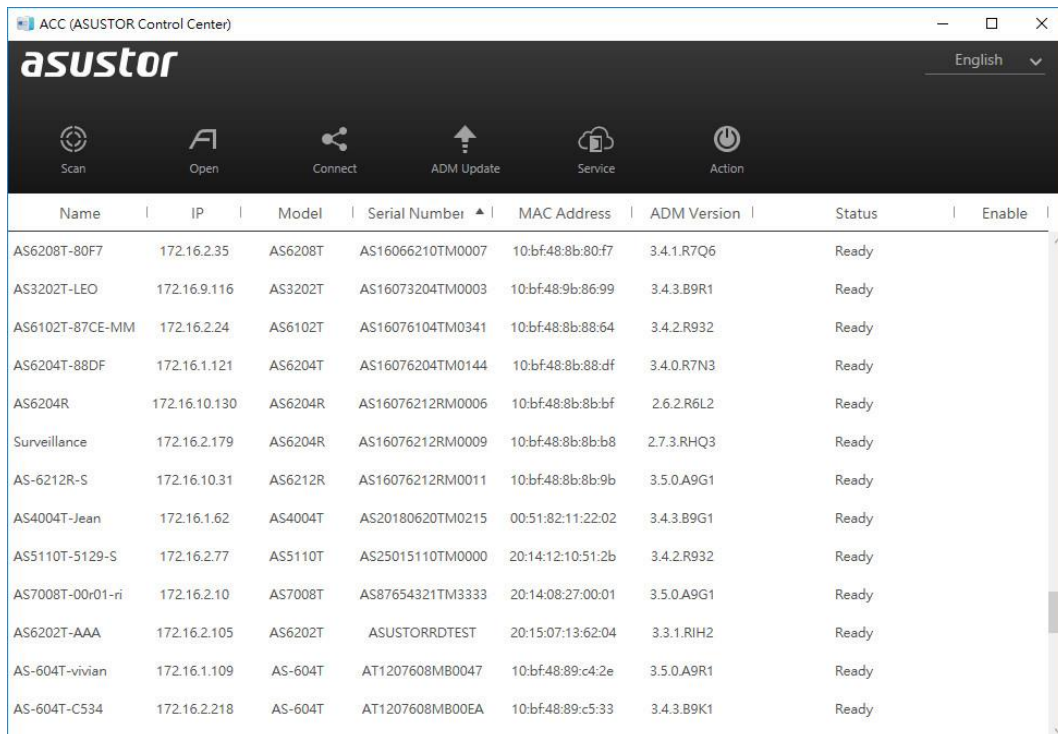 ACC (ASUSTOR Control Center)
asustor English
Scan Open Connect ADM Update Service Action
Name IP Model Serial Number MAC Address ADM Version Status Enable
AS6208T-80F7 172.16.2.35 AS6208T AS16066210TM0007 10:bf:48:8b:80:f7 3.4.1.R7Q6 Ready
AS3202T-LEO 172.16.9.116 AS3202T AS16073204TM0003 10:bf:48:9b:86:99 3.4.3.B9R1 Ready
AS6102T-87CE-MM 172.16.2.24 AS6102T AS16076104TM0341 10:bf:48:8b:88:64 3.4.2.R932 Ready
AS6204T-88DF 172.16.1.121 AS6204T AS16076204TM0144 10:bf:48:8b:88:df 3.4.0.R7N3 Ready
AS6204R 172.16.10.130 AS6204R AS16076212RM0006 10:bf:48:8b:8b:bf 2.6.2.R6L2 Ready
Surveillance 172.16.2.179 AS6204R AS16076212RM0009 10:bf:48:8b:8b:b8 2.7.3.RHQ3 Ready
AS-6212R-S 172.16.10.31 AS6212R AS16076212RM0011 10:bf:48:8b:8b:9b 3.5.0.A9G1 Ready
AS4004T-Jean 172.16.1.62 AS4004T AS20180620TM0215 00:51:82:11:22:02 3.4.3.B9G1 Ready
AS5110T-5129-S 172.16.2.77 AS5110T AS25015110TM0000 20:14:12:10:51:2b 3.4.2.R932 Ready
AS7008T-00r01-ri 172.16.2.10 AS7008T AS87654321TM3333 20:14:08:27:00:01 3.5.0.A9G1 Ready
AS6202T-AAA 172.16.2.105 AS6202T ASUSTORRDTEST 20:15:07:13:62:04 3.3.1.RIH2 Ready
AS-604T-vivian 172.16.1.109 AS-604T AT1207608MB0047 10:bf:48:89:c4:2e 3.5.0.A9R1 Ready
AS-604T-C534 172.16.2.218 AS-604T AT1207608MB00EA 10:bf:48:89:c5:33 3.4.3.B9K1 Ready